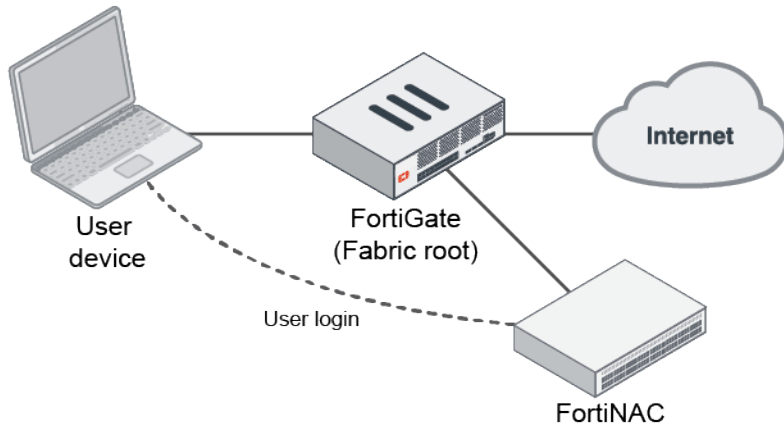 Internet
User
device
FortiGate
(Fabric root)
User login
FortiNAC